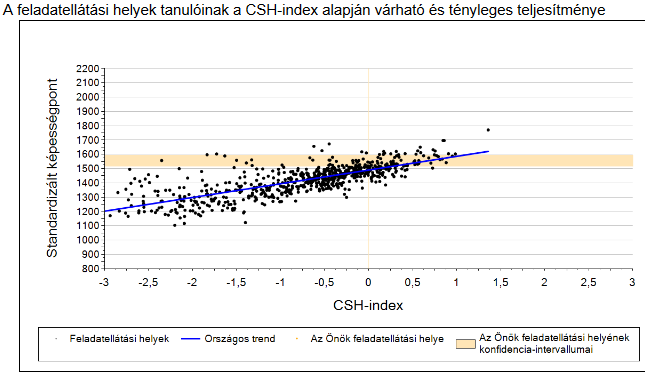 A feladatellátási helyek tanulóinak a CSH-index alapján várható és tényleges teljesítménye
Standardizált képességpont
2200
2100
2000
1900
1800
1700
1600
1500
1400
1300
1200
1100
1000
900
800
-3 -2,5 -2 -1,5 -1 -0,5 0 0,5 1 1,5 2 2,5 3
CSH-index
Feladatellátási helyek
Országos trend
Az Önök feladatellátási helye
Az Önök feladatellátási helyének
konfidencia-intervallumai